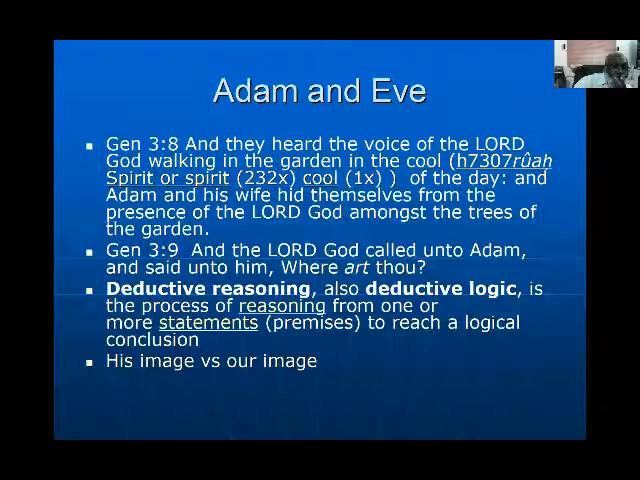 Adam and Eve
Gen 3:8 And they heard the voice of the LORD
God walking in the garden in the cool (h7307rûah
Spirit or spirit (232x) cool (1x) ) of the day: and
Adam and his wife hid themselves from the
presence of the LORD God amongst the trees of
the garden.
Gen 3:9 And the LORD God called unto Adam,
and said unto him, Where art thou?
Deductive reasoning, also deductive logic, is
the process of reasoning from one or
more statements (premises) to reach a logical
conclusion
His image vs our image